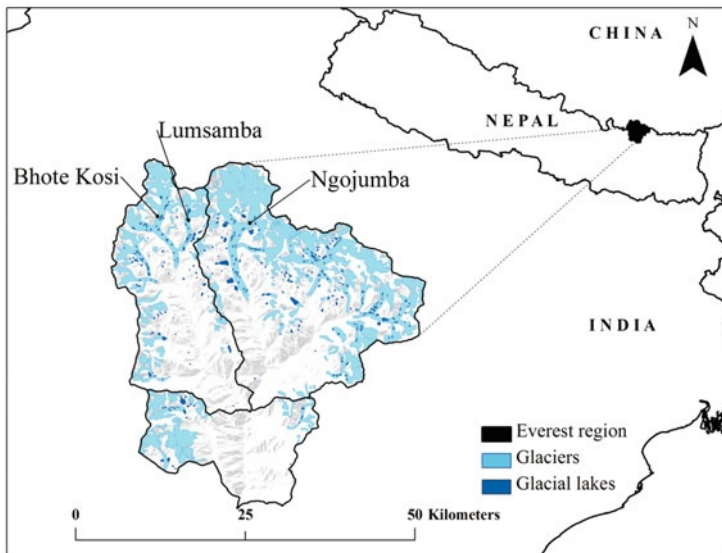 CHINA
N
Lumsamba
NEPAL
Bhote Kosi
Ngojumba
INDIA
Everest region
Glaciers
Glacial lakes
0 25 50 Kilometers